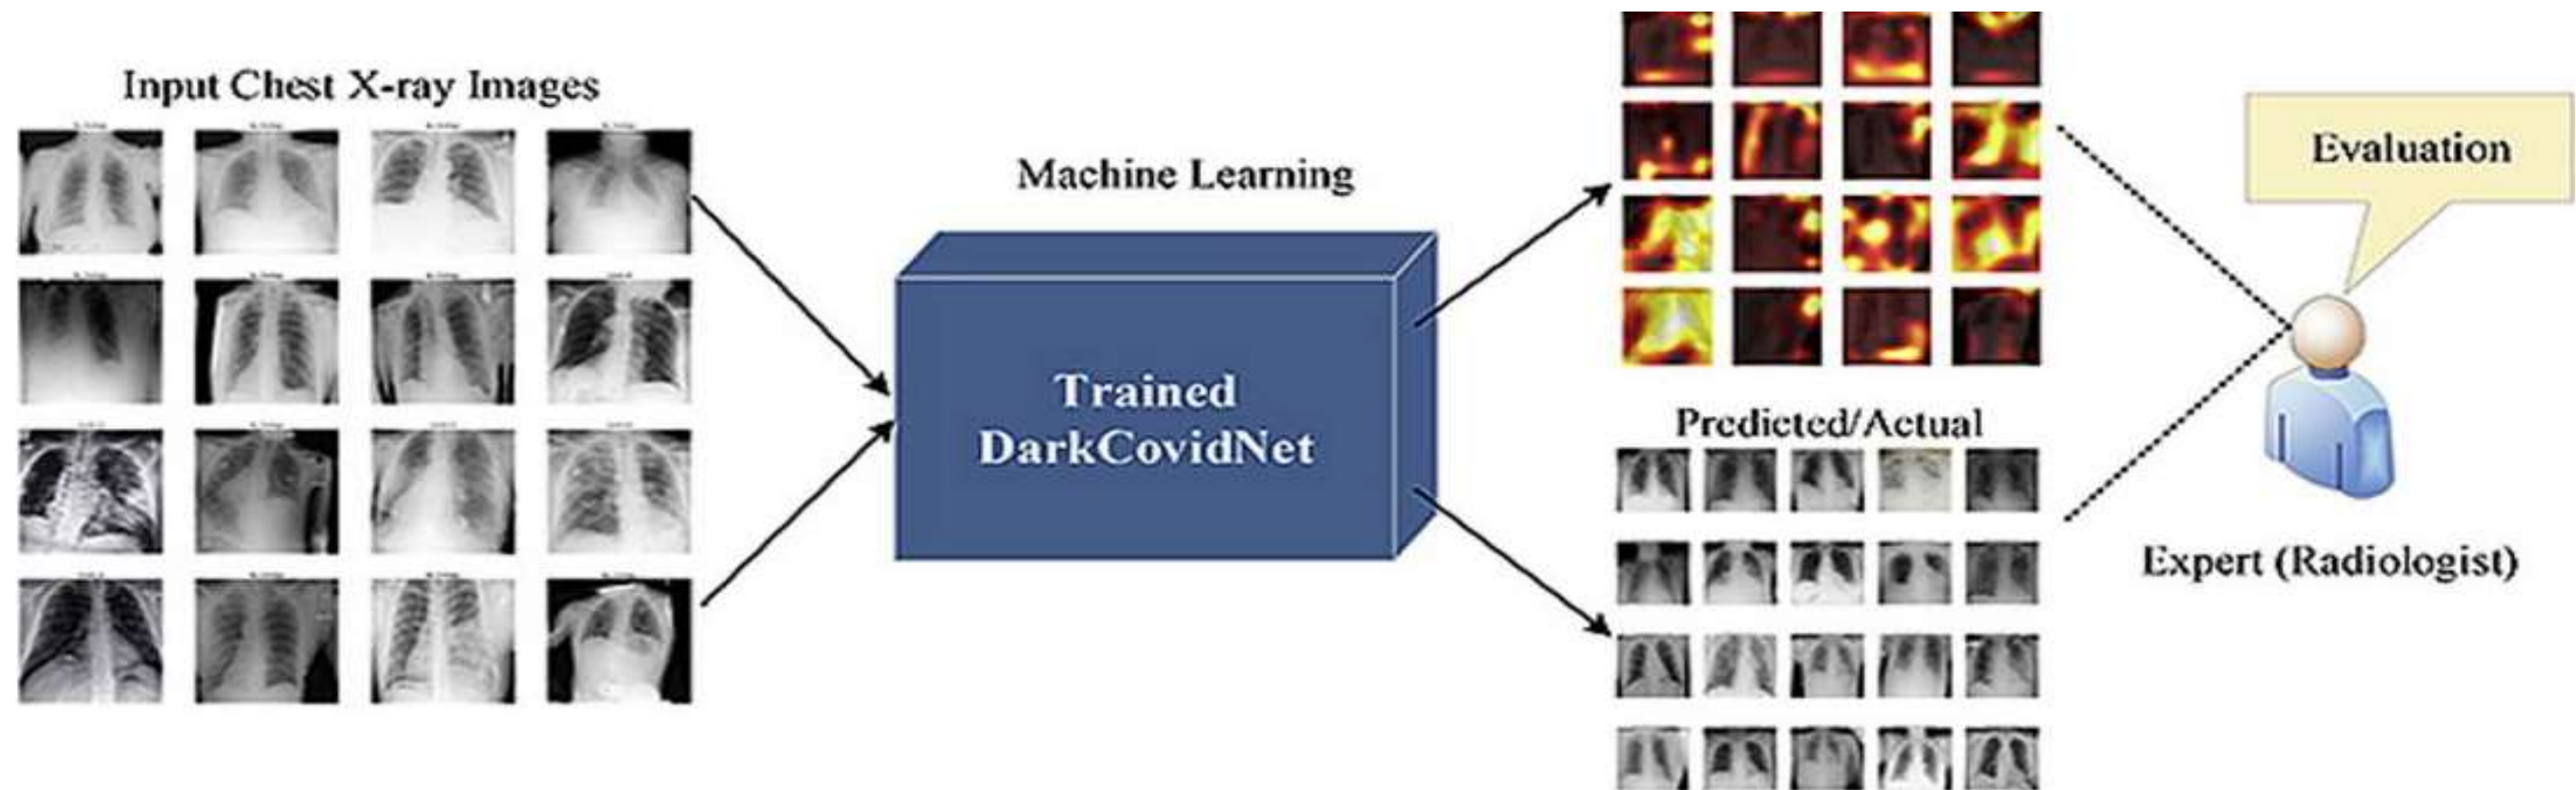 Input Chest X-ray Images
Machine Learning
Trained
DarkCovidNet
Predicted/Actual
Evaluation
Expert (Radiologist)